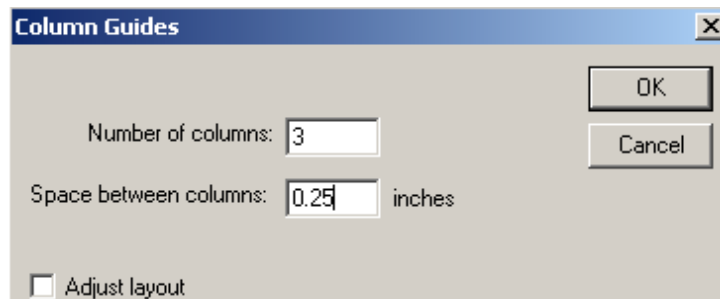 Column Guides
OK
Number of columns: 3
Cancel
Space between columns: 0.25 inches
Adjust layout